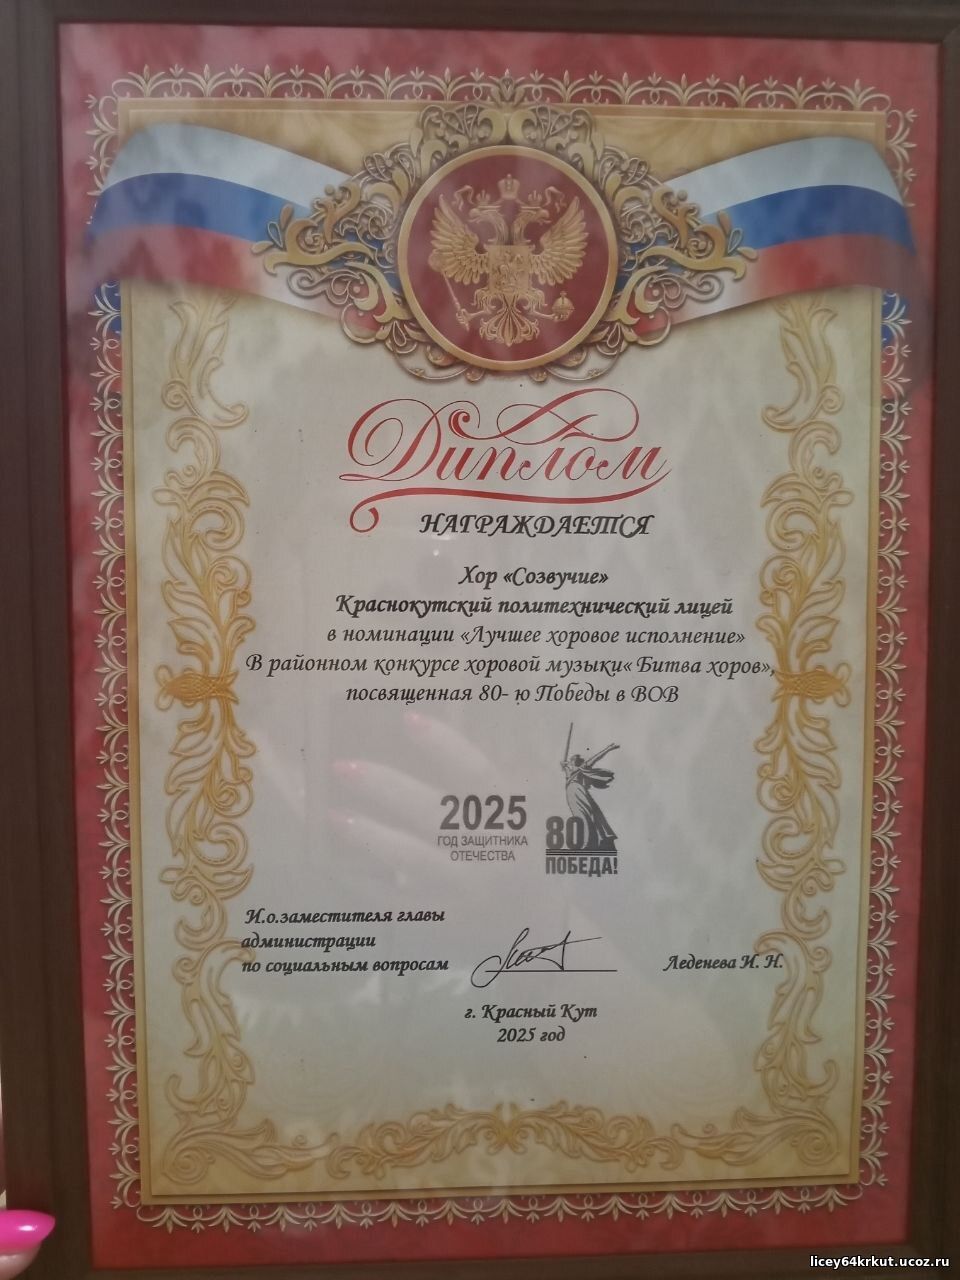 Диплом
НАГРАЖДАЕТСЯ
Хор «Созвучие»
Краснокутский политехнический лицей
в номинации «Лучшее хоровое исполнение»
В районном конкурсе хоровой музыки« Битва хоров»,
посвященная 80- ю Победы в ВОВ
2025
ГОД ЗАЩИТНИКА
ОТЕЧЕСТВА
80
ПОБЕДА!
И.о.заместителя главы
администрации
по социальным вопросам
Леденева И. Н.
г. Красный Кут
2025 год
licey64krkut.ucoz.ru